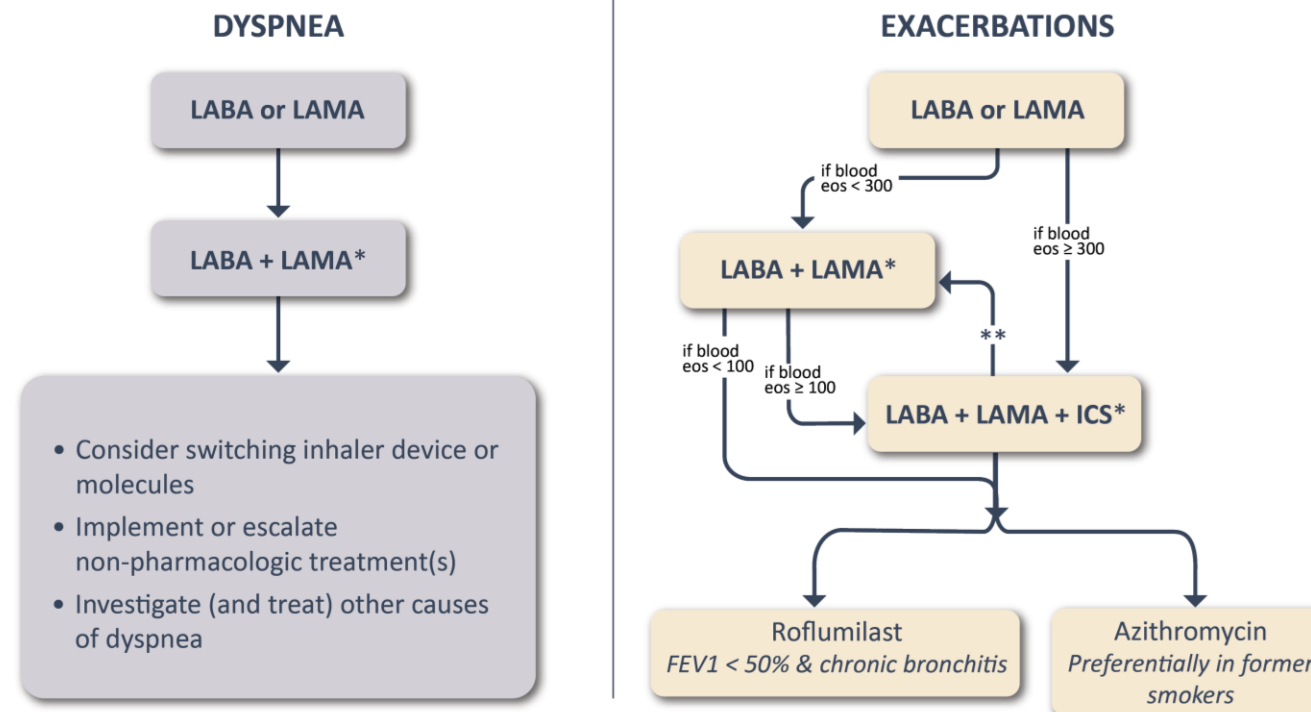 DYSPNEA
LABA or LAMA
LABA + LAMA*
• Consider switching inhaler device or
molecules
• Implement or escalate
non-pharmacologic treatment(s)
• Investigate (and treat) other causes
of dyspnea
EXACERBATIONS
LABA or LAMA
if blood
eos < 300
if blood
eos ≥ 300
LABA + LAMA*
**
if blood
eos < 100
if blood
eos ≥ 100
LABA + LAMA + ICS*
Roflumilast
FEV1 < 50% & chronic bronchitis
Azithromycin
Preferentially in former
smokers